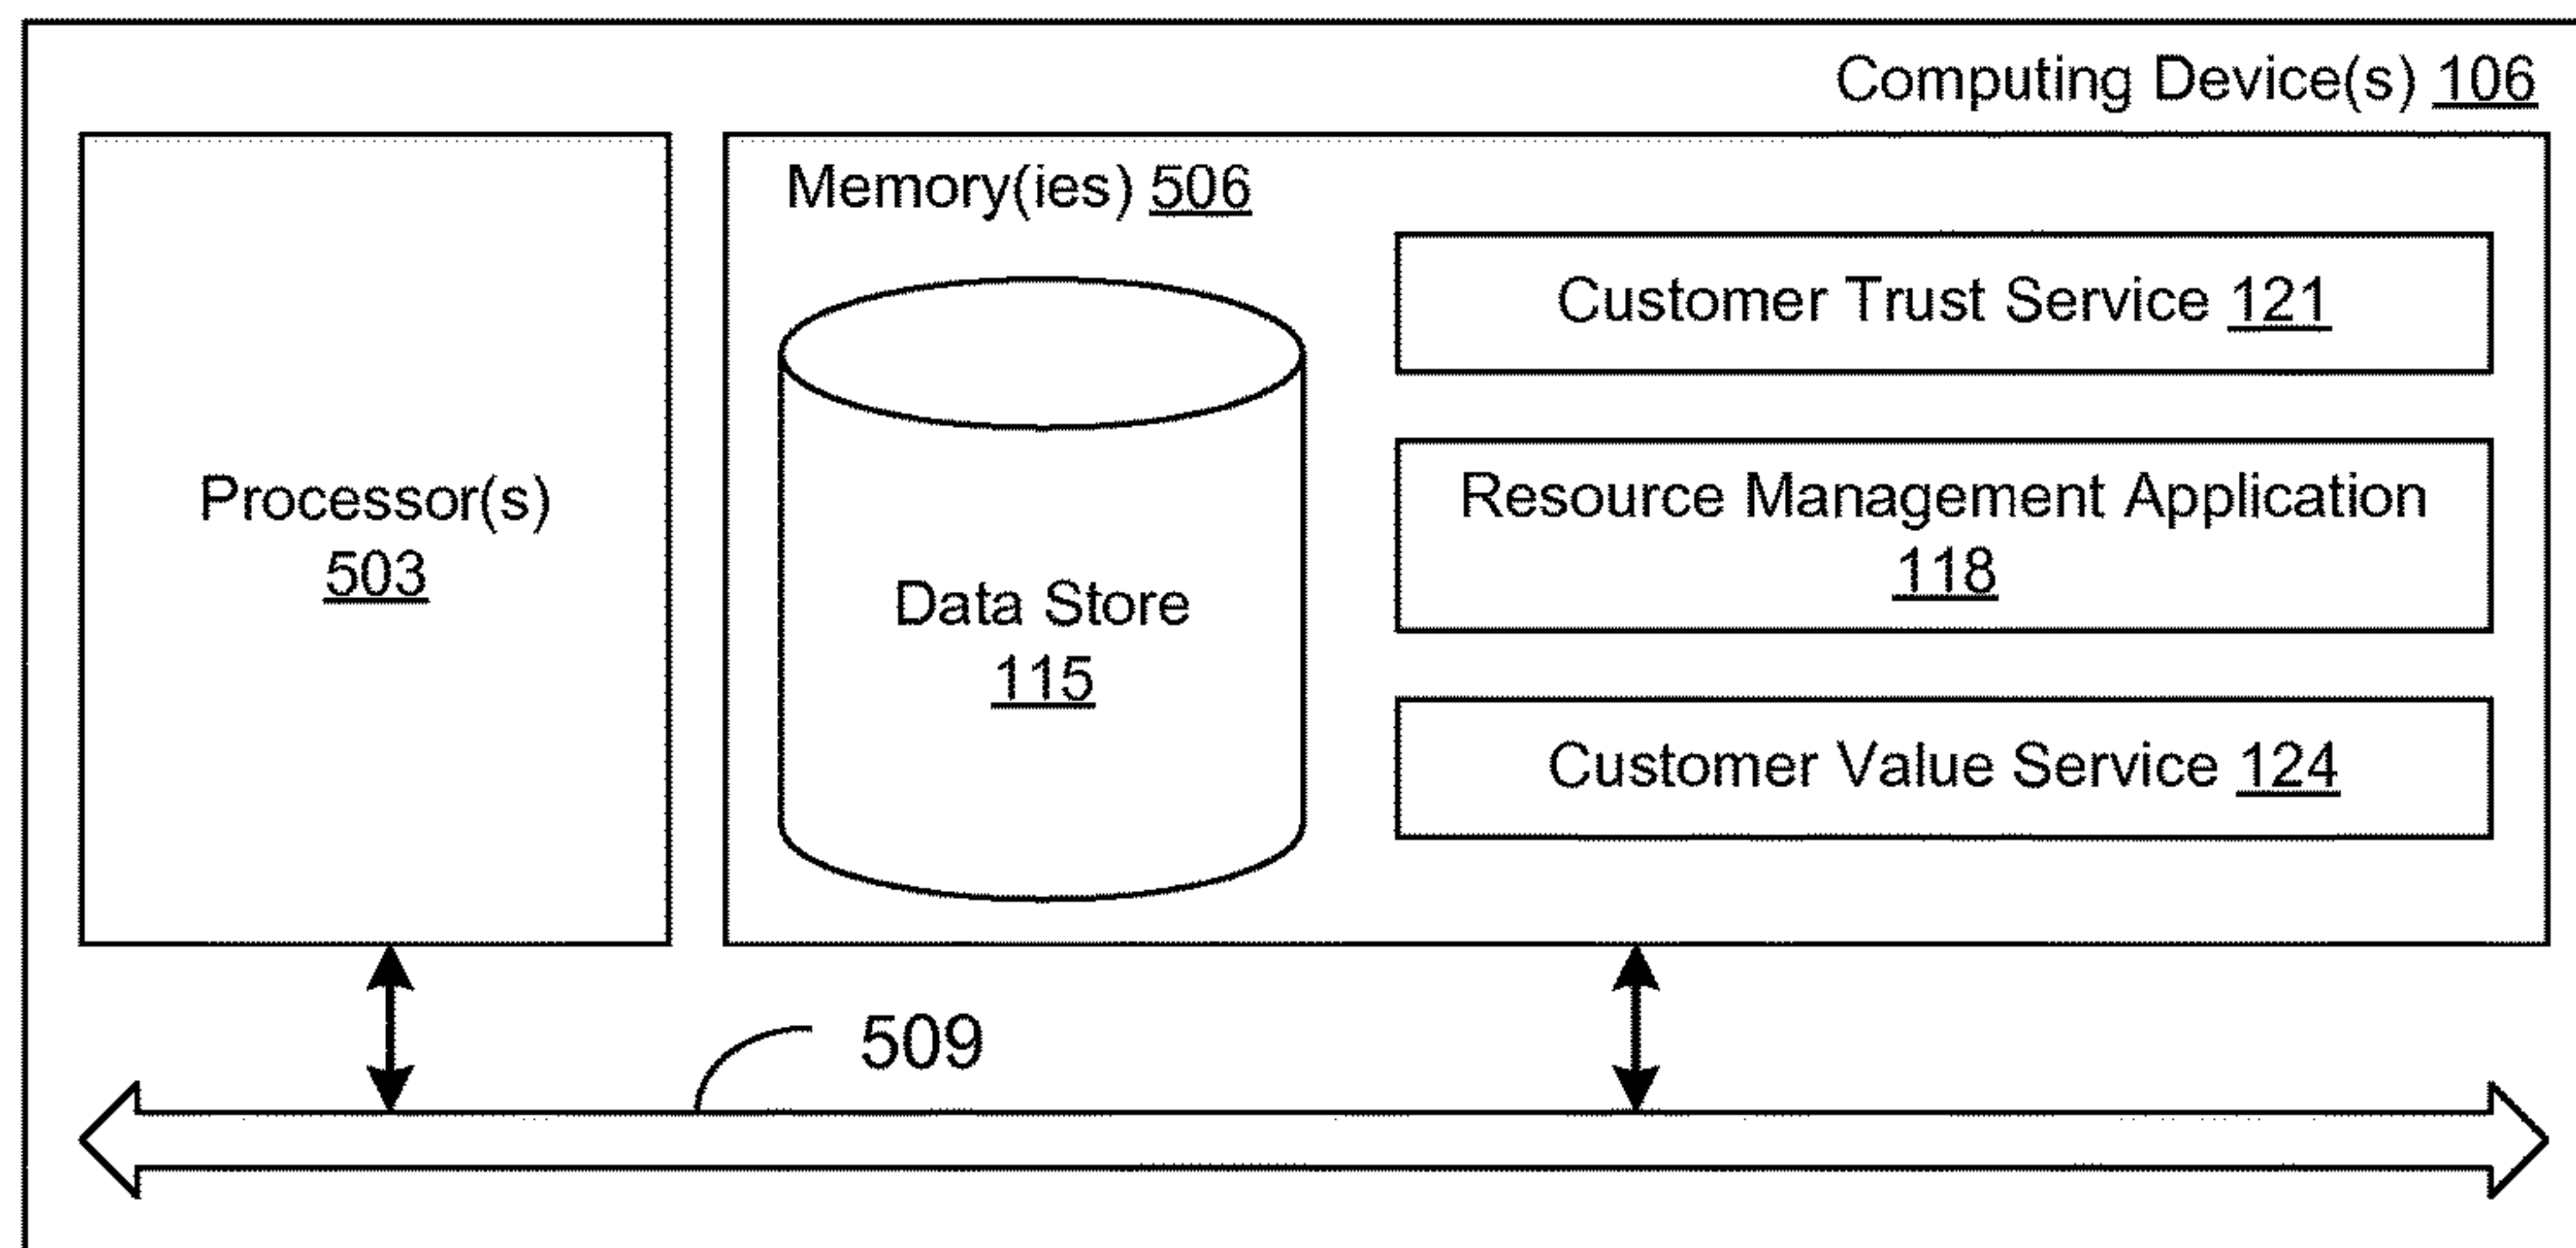 Computing Device(s) 106
Processor(s)
503
Memory(ies) 506
Data Store
115
Customer Trust Service 121
Resource Management Application
118
Customer Value Service 124
509